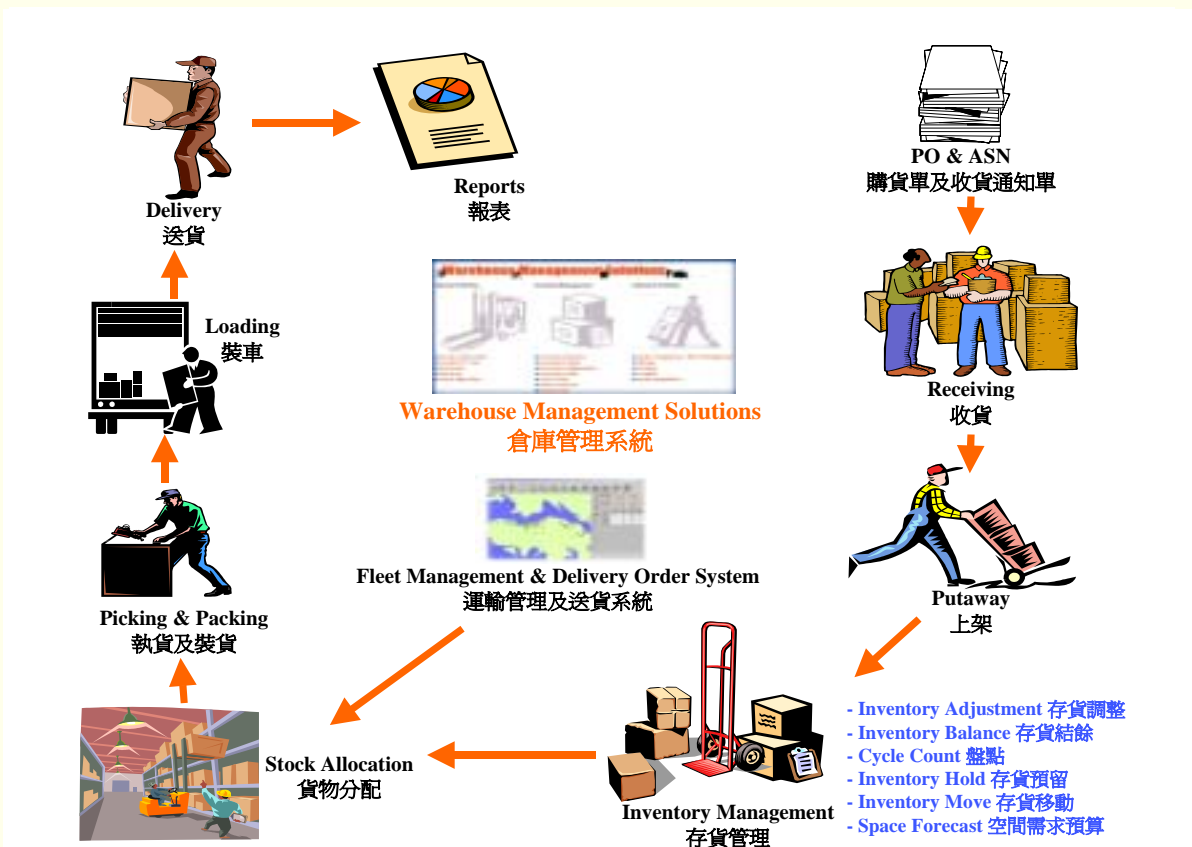 Delivery
送貨
Reports
報表
PO & ASN
購貨單及收貨通知單
Loading
裝車
Warehouse Management Solutions
Warehouse Management Solutions
倉庫管理系統
Receiving
收貨
Picking & Packing
執貨及裝貨
Fleet Management & Delivery Order System
運輸管理及送貨系統
Putaway
上架
Stock Allocation
貨物分配
Inventory Management
存貨管理
- Inventory Adjustment 存貨調整
- Inventory Balance 存貨結餘
- Cycle Count 盤點
- Inventory Hold 存貨預留
- Inventory Move 存貨移動
- Space Forecast 空間需求預算